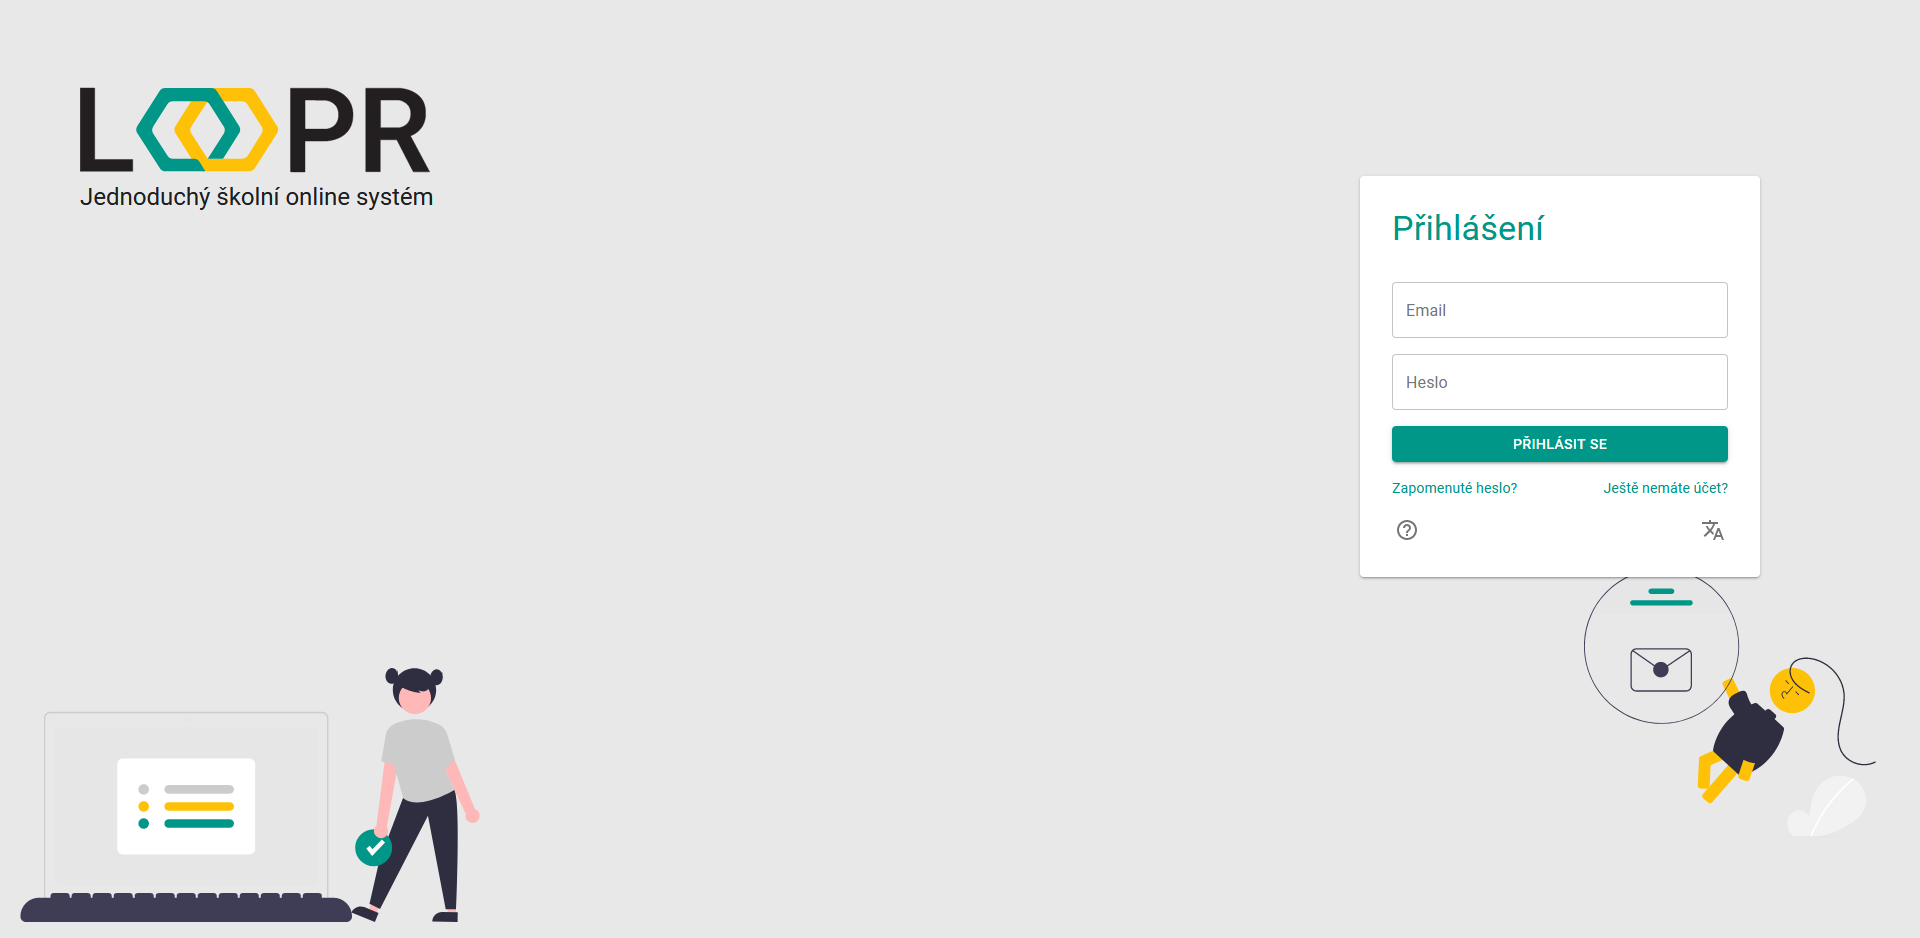 LOOPR
Jednoduchý školní online systém
Přihlášení
Email
Heslo
PŘIHLÁSIT SE
Zapomenuté heslo?
Ještě nemáte účet?